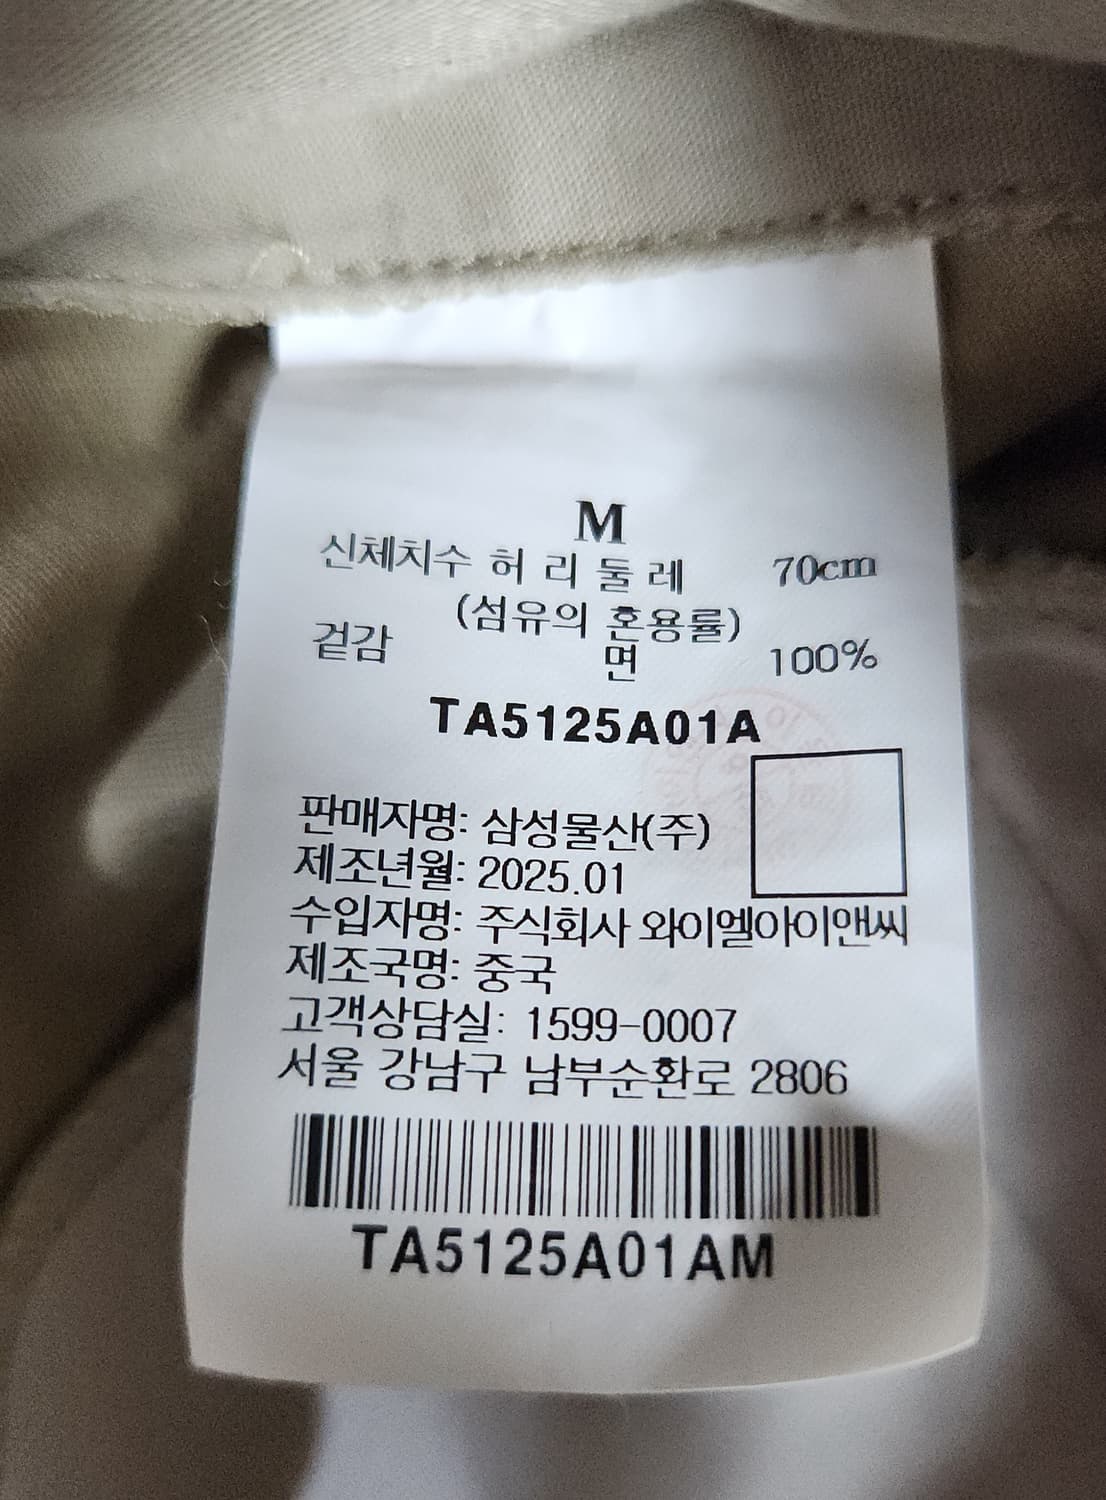 M
신체치수 허리둘레 70cm
(섬유의 혼용률)
겉감 면 100%
TA5125A01A
판매자명: 삼성물산(주)
제조년월: 2025.01
수입자명: 주식회사 와이엘아이앤씨
제조국명: 중국
고객상담실: 1599-0007
서울 강남구 남부순환로 2806
TA5125A01AM